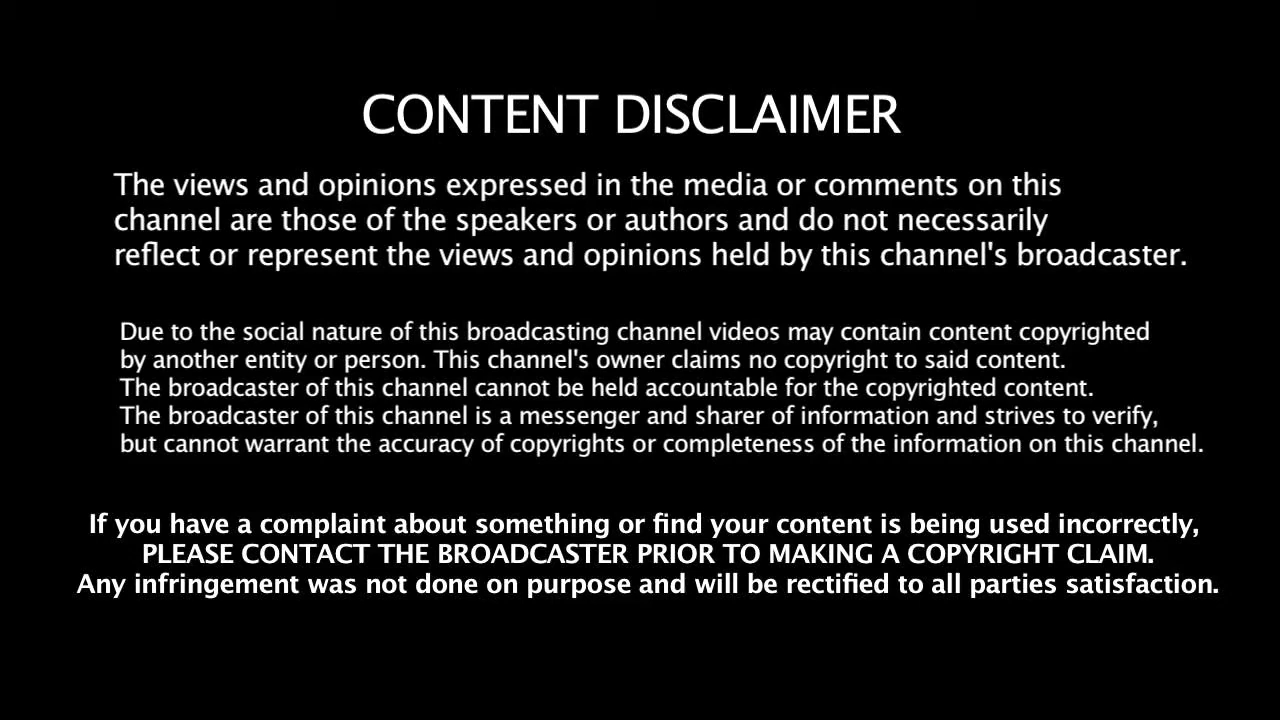 CONTENT DISCLAIMER
The views and opinions expressed in the media or comments on this
channel are those of the speakers or authors and do not necessarily
reflect or represent the views and opinions held by this channel's broadcaster.
Due to the social nature of this broadcasting channel videos may contain content copyrighted
by another entity or person. This channel's owner claims no copyright to said content.
The broadcaster of this channel cannot be held accountable for the copyrighted content.
The broadcaster of this channel is a messenger and sharer of information and strives to verify,
but cannot warrant the accuracy of copyrights or completeness of the information on this channel.
If you have a complaint about something or find your content is being used incorrectly,
PLEASE CONTACT THE BROADCASTER PRIOR TO MAKING A COPYRIGHT CLAIM.
Any infringement was not done on purpose and will be rectified to all parties satisfaction.